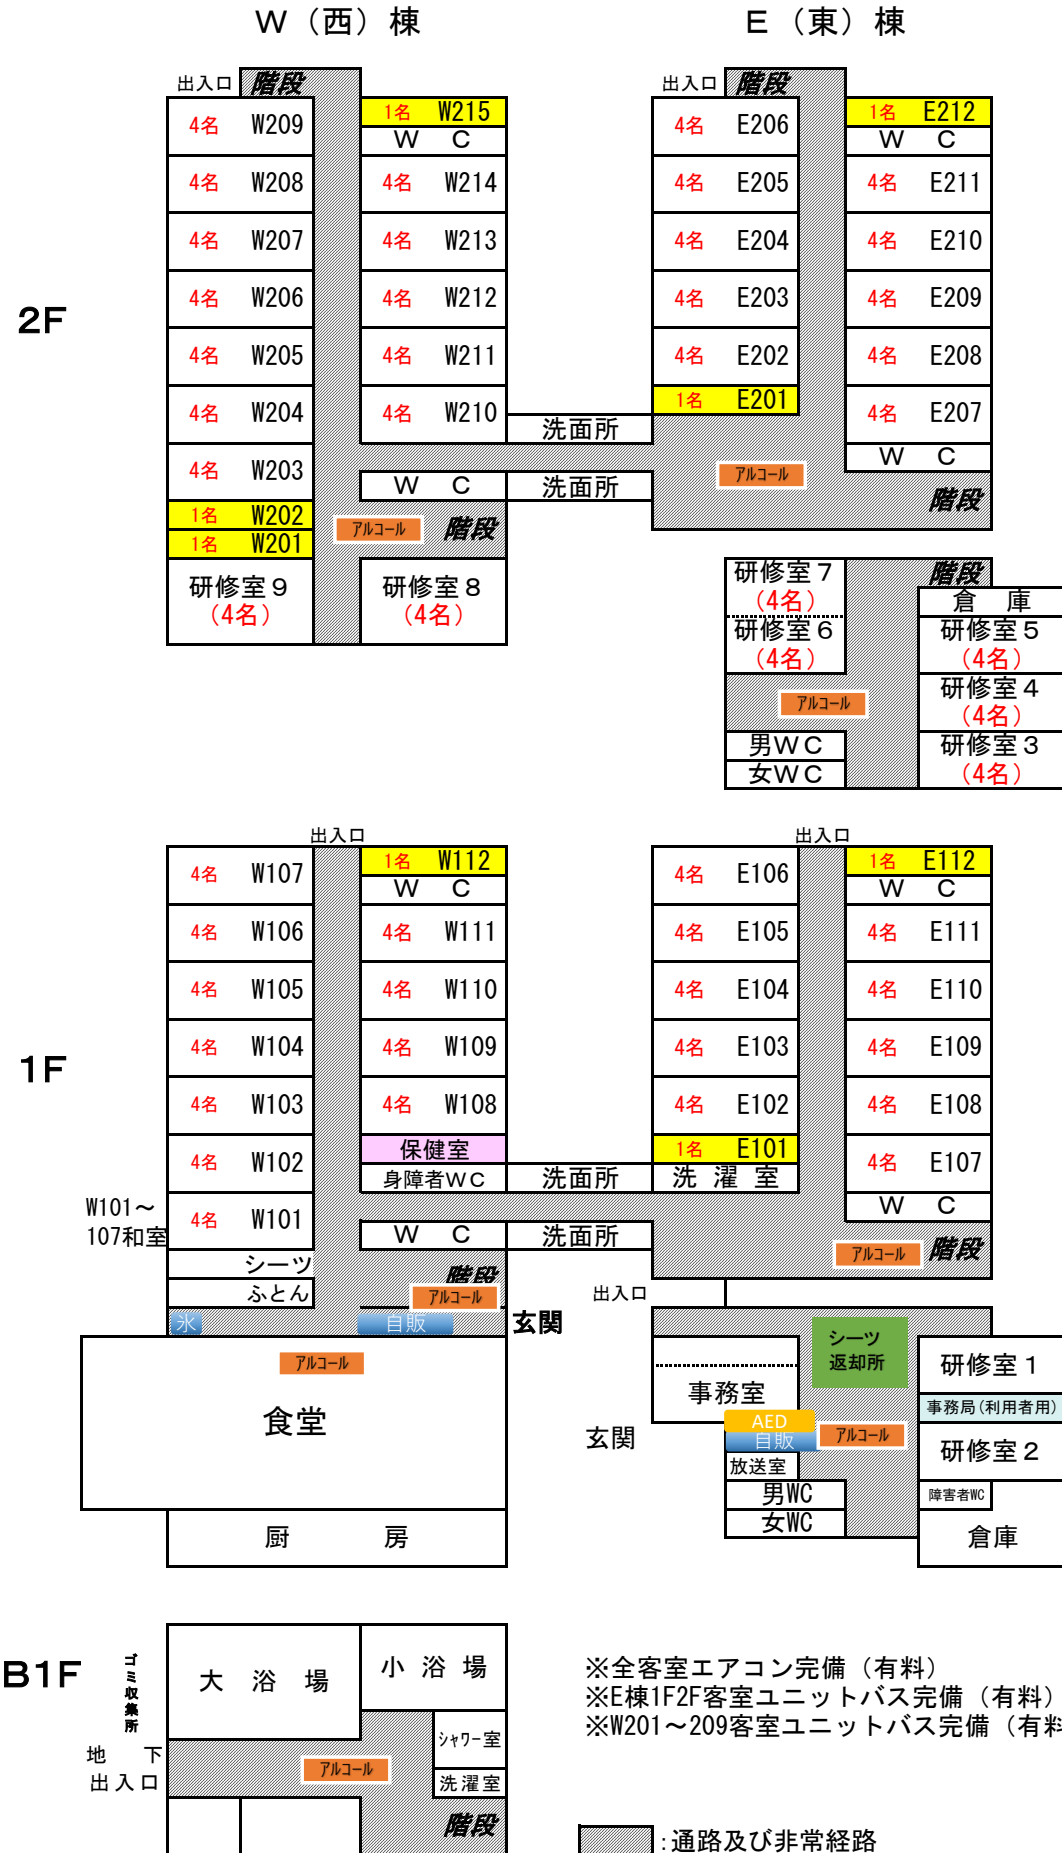 W（西）棟
E（東）棟
2F
出入口 階段
4名 W209
4名 W208
4名 W207
4名 W206
4名 W205
4名 W204
4名 W203
1名 W202
1名 W201
研修室９
（4名）
1名 W215
W C
4名 W214
4名 W213
4名 W212
4名 W211
4名 W210
W C
アルコール
階段
研修室８
（4名）
洗面所
洗面所
出入口 階段
4名 E206
4名 E205
4名 E204
4名 E203
4名 E202
1名 E201
1名 E212
W C
4名 E211
4名 E210
4名 E209
4名 E208
4名 E207
W C
アルコール
階段
研修室７
（4名）
研修室６
（4名）
アルコール
男WC
女WC
階段
倉 庫
研修室５
（4名）
研修室４
（4名）
研修室３
（4名）
1F
出入口
4名 W107
4名 W106
4名 W105
4名 W104
4名 W103
4名 W102
4名 W101
W101～
107和室
シーツ
ふとん
氷
1名 W112
W C
4名 W111
4名 W110
4名 W109
4名 W108
保健室
身障者WC
W C
階段
アルコール
自販
玄関
洗面所
洗面所
アルコール
食堂
厨 房
出入口
4名 E106
4名 E105
4名 E104
4名 E103
4名 E102
1名 E101
洗 濯 室
1名 E112
W C
4名 E111
4名 E110
4名 E109
4名 E108
4名 E107
W C
アルコール
階段
出入口
事務室
玄関
AED
自販
放送室
男WC
女WC
シーツ
返却所
アルコール
研修室１
事務局(利用者用)
研修室２
障害者WC
倉庫
B1F
ゴミ収集所
地 下
出入口
大 浴 場
小 浴 場
シャワー室
洗濯室
アルコール
階段
※全客室エアコン完備（有料）
※E棟1F2F客室ユニットバス完備（有料）
※W201～209客室ユニットバス完備（有料
:通路及び非常経路